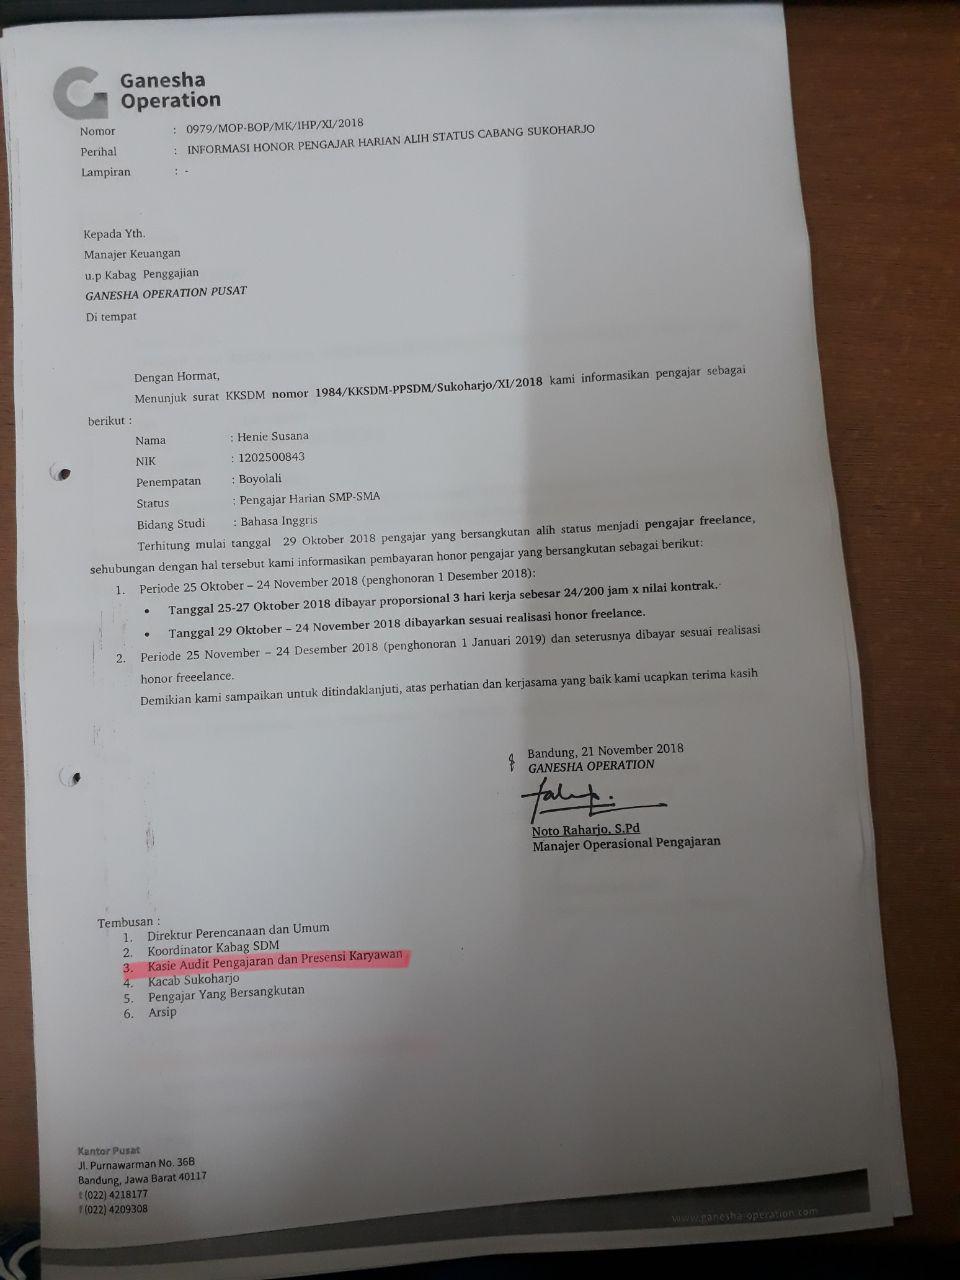 Ganesha
Operation
Nomor : 0979/MOP-BOP/MK/IHP/XI/2018
Perihal : INFORMASI HONOR PENGAJAR HARIAN ALIH STATUS CABANG SUKOHARJO
Lampiran : -
Kepada Yth.
Manajer Keuangan
u.p Kabag Penggajian
GANESHA OPERATION PUSAT
Di tempat
Dengan Hormat,
Menunjuk surat KKSDM nomor 1984/KKSDM-PPSDM/Sukoharjo/XI/2018 kami informasikan pengajar sebagai
berikut :
Nama : Henie Susana
NIK : 1202500843
Penempatan : Boyolali
Status : Pengajar Harian SMP-SMA
Bidang Studi : Bahasa Inggris
Terhitung mulai tanggal 29 Oktober 2018 pengajar yang bersangkutan alih status menjadi pengajar freelance,
sehubungan dengan hal tersebut kami informasikan pembayaran honor pengajar yang bersangkutan sebagai berikut:
1. Periode 25 Oktober – 24 November 2018 (penghonoran 1 Desember 2018):
• Tanggal 25-27 Oktober 2018 dibayar proporsional 3 hari kerja sebesar 24/200 jam x nilai kontrak.
• Tanggal 29 Oktober – 24 November 2018 dibayarkan sesuai realisasi honor freelance.
2. Periode 25 November – 24 Desember 2018 (penghonoran 1 Januari 2019) dan seterusnya dibayar sesuai realisasi
honor freeelance.
Demikian kami sampaikan untuk ditindaklanjuti, atas perhatian dan kerjasama yang baik kami ucapkan terima kasih
Bandung, 21 November 2018
GANESHA OPERATION
Noto Raharjo, S.Pd
Manajer Operasional Pengajaran
Tembusan :
1. Direktur Perencanaan dan Umum
2. Koordinator Kabag SDM
3. Kasie Audit Pengajaran dan Presensi Karyawan
4. Kacab Sukoharjo
5. Pengajar Yang Bersangkutan
6. Arsip
Kantor Pusat
Jl. Purnawarman No. 36B
Bandung, Jawa Barat 40117
t (022) 4218177
f (022) 4209308
www.ganesha-operation.com